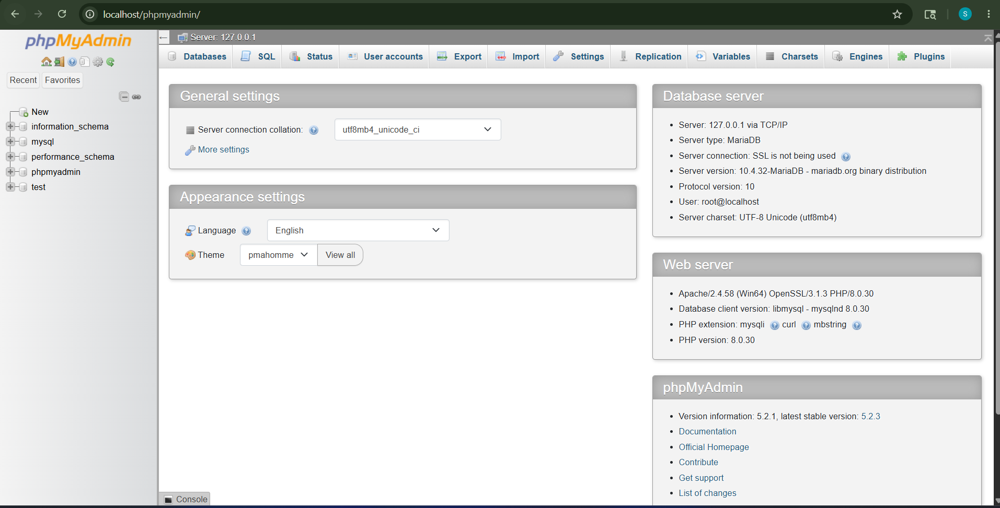 localhost/phpmyadmin/
S
phpMyAdmin
Recent
Favorites
New
information_schema
mysql
performance_schema
phpmyadmin
test
Server: 127.0.0.1
Databases
SQL
Status
User accounts
Export
Import
Settings
Replication
Variables
Charsets
Engines
Plugins
General settings
Server connection collation:
utf8mb4_unicode_ci
More settings
Appearance settings
Language
English
Theme
pmahomme
View all
Database server
Server: 127.0.0.1 via TCP/IP
Server type: MariaDB
Server connection: SSL is not being used
Server version: 10.4.32-MariaDB - mariadb.org binary distribution
Protocol version: 10
User: root@localhost
Server charset: UTF-8 Unicode (utf8mb4)
Web server
Apache/2.4.58 (Win64) OpenSSL/3.1.3 PHP/8.0.30
Database client version: libmysql - mysqlnd 8.0.30
PHP extension: mysqli curl mbstring
PHP version: 8.0.30
phpMyAdmin
Version information: 5.2.1, latest stable version: 5.2.3
Documentation
Official Homepage
Contribute
Get support
List of changes
Console